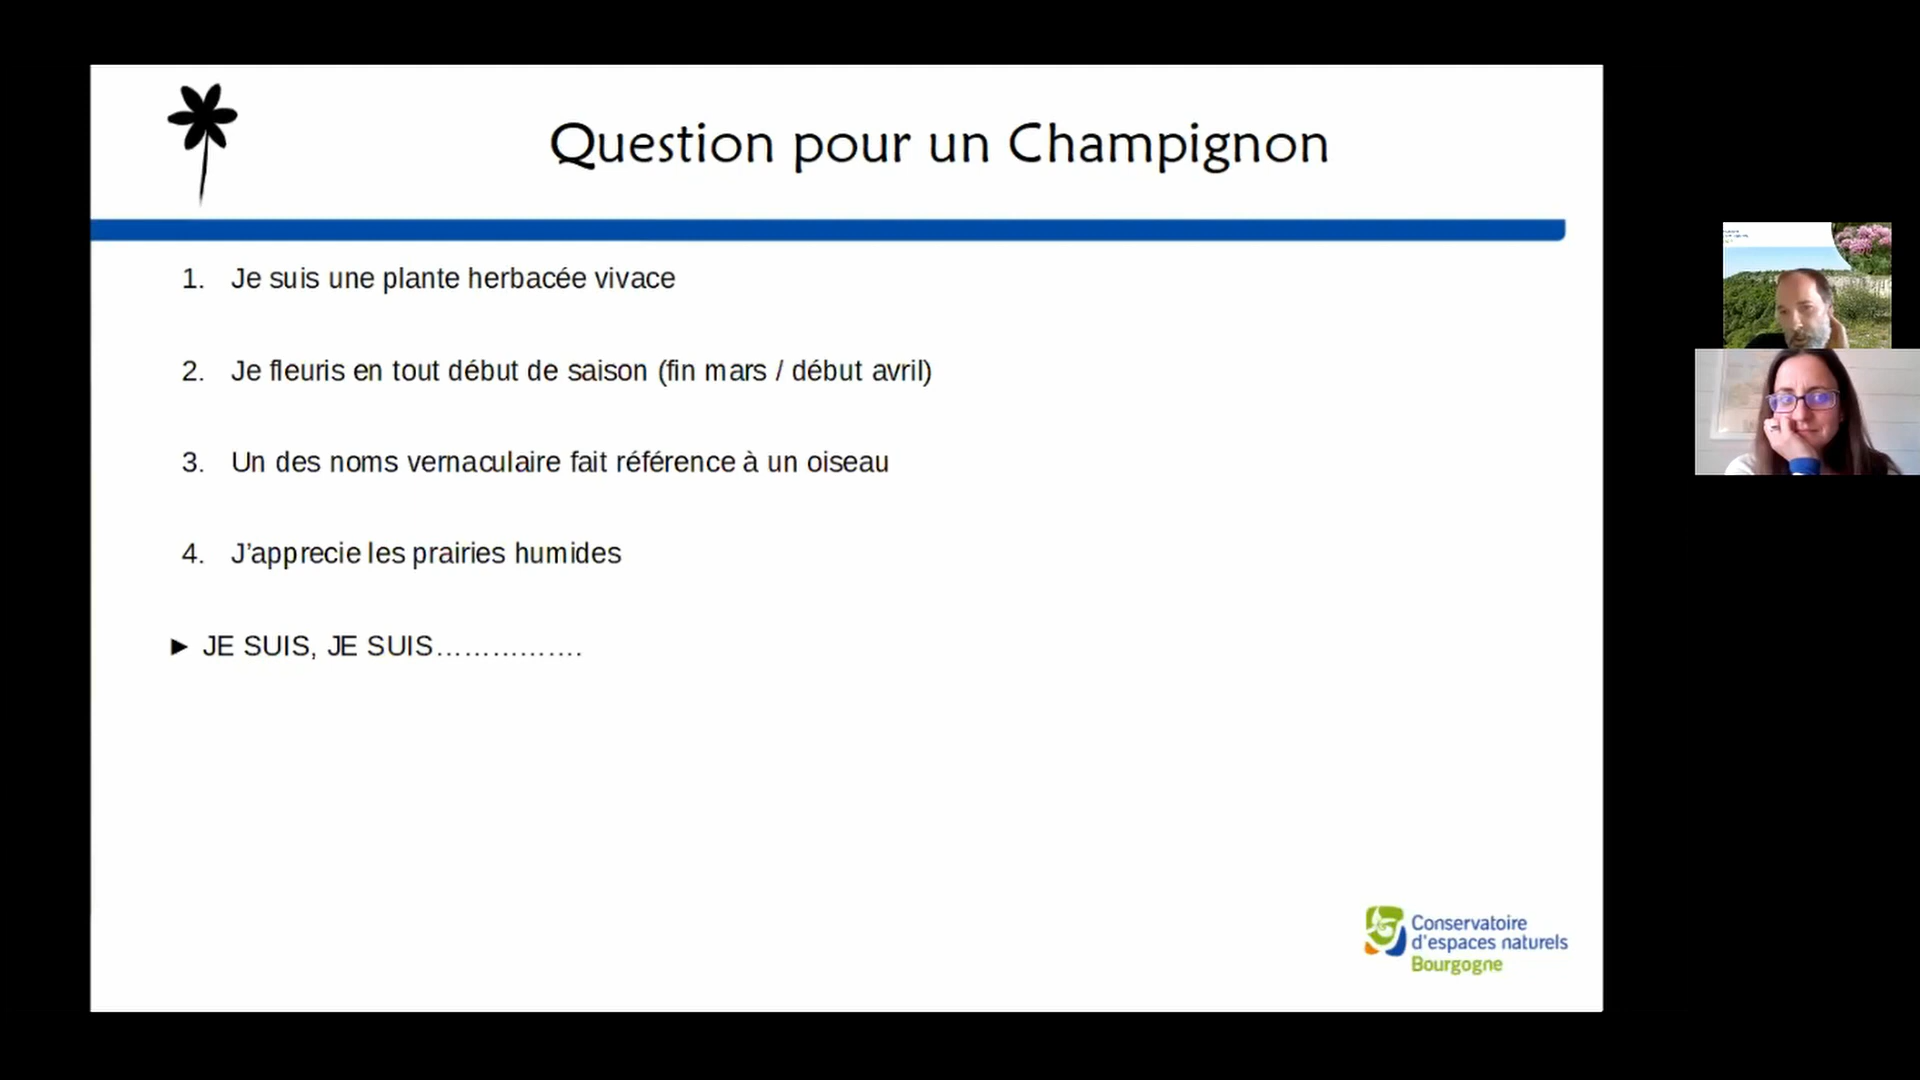 Question pour un Champignon
1. Je suis une plante herbacée vivace
2. Je fleuris en tout début de saison (fin mars / début avril)
3. Un des noms vernaculaire fait référence à un oiseau
4. J'apprecie les prairies humides
► JE SUIS, JE SUIS…………….
Conservatoire
d'espaces naturels
Bourgogne